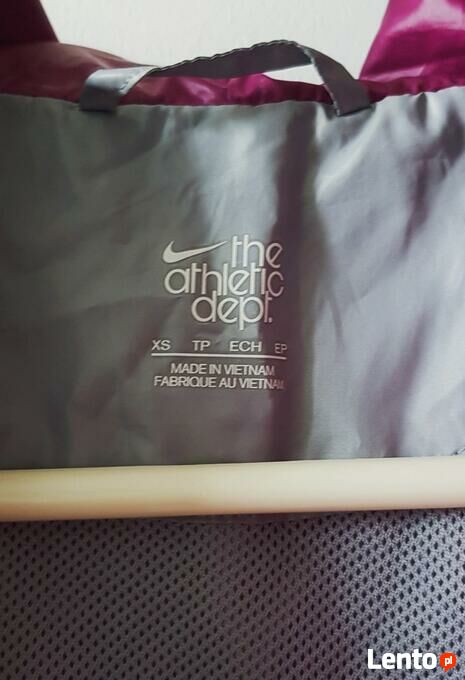 the
athletic
dept.
XS TP ECH EP
MADE IN VIETNAM
FABRIQUE AU VIETNAM
Lento.pl